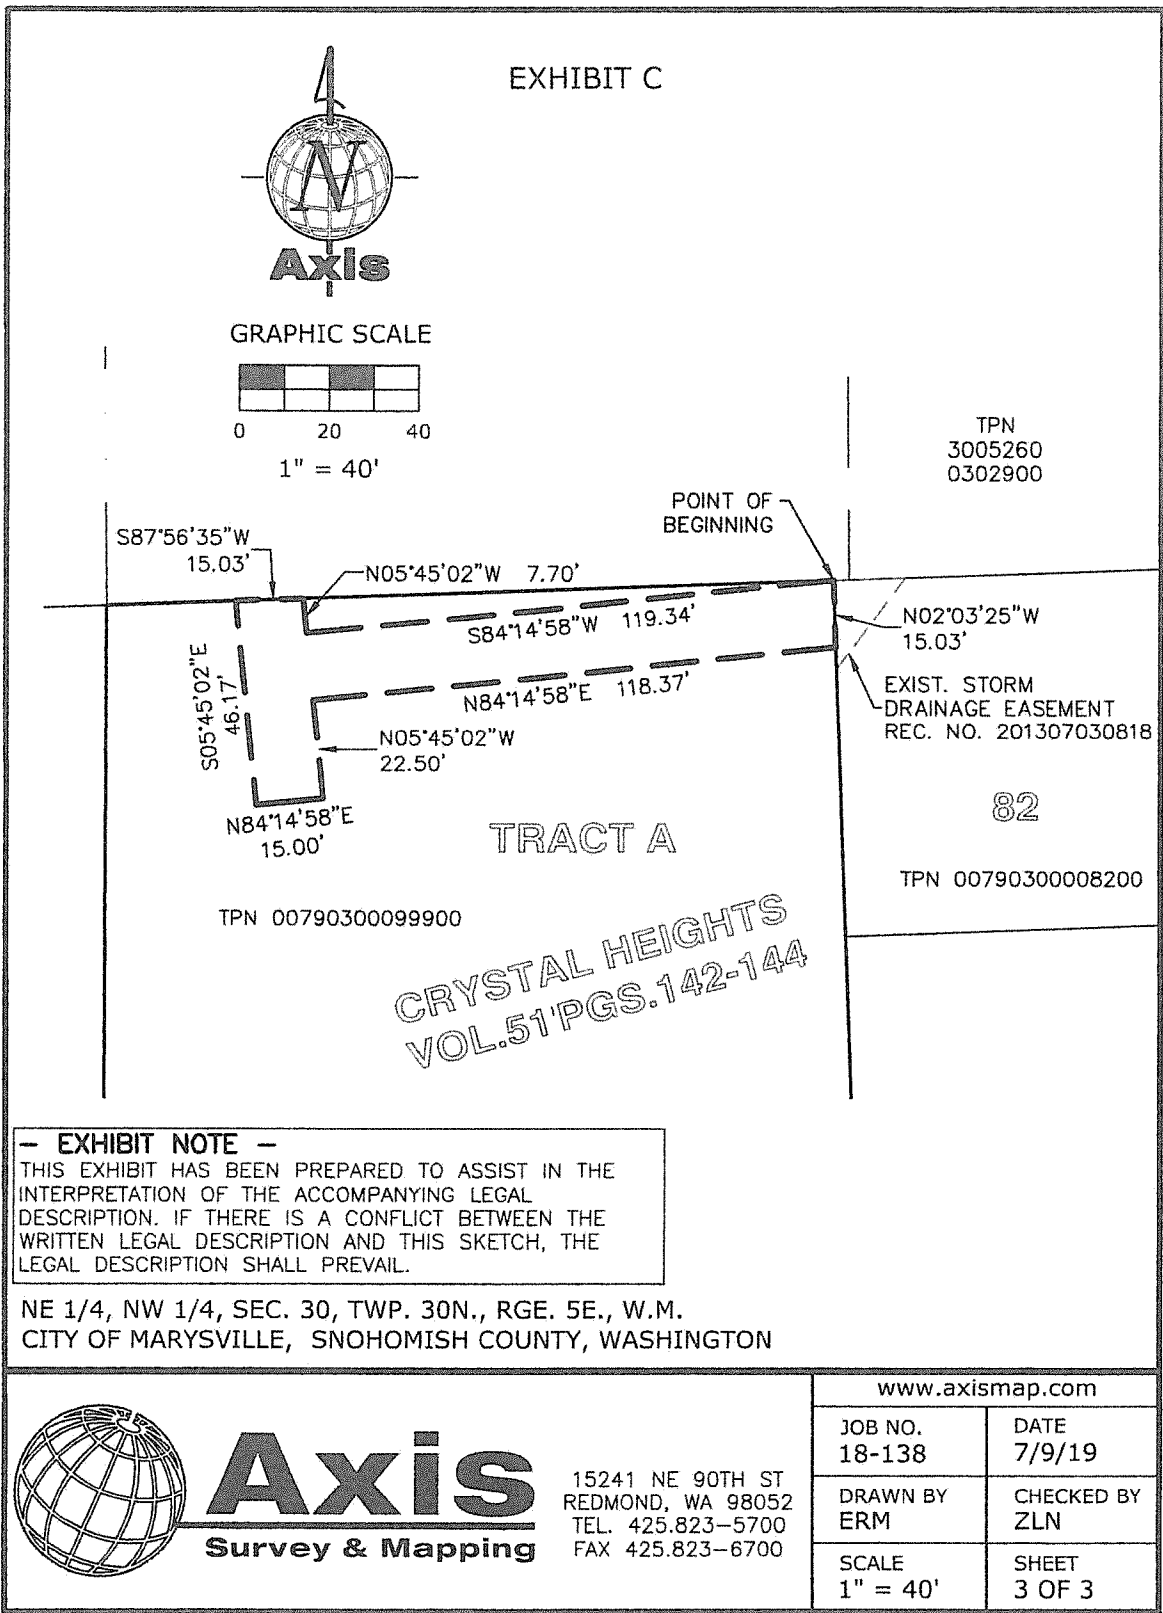 EXHIBIT C
N
Axis
GRAPHIC SCALE
0 20 40
1" = 40'
TPN
3005260
0302900
POINT OF
BEGINNING
S87°56'35"W
15.03'
N05°45'02"W 7.70'
S84°14'58"W 119.34'
N02°03'25"W
15.03'
S05°45'02"E
46.17'
N84°14'58"E 118.37'
EXIST. STORM
DRAINAGE EASEMENT
REC. NO. 201307030818
N05°45'02"W
22.50'
N84°14'58"E
15.00'
TRACT A
82
TPN 00790300008200
TPN 00790300099900
CRYSTAL HEIGHTS
VOL.51'PGS.142-144
- EXHIBIT NOTE -
THIS EXHIBIT HAS BEEN PREPARED TO ASSIST IN THE
INTERPRETATION OF THE ACCOMPANYING LEGAL
DESCRIPTION. IF THERE IS A CONFLICT BETWEEN THE
WRITTEN LEGAL DESCRIPTION AND THIS SKETCH, THE
LEGAL DESCRIPTION SHALL PREVAIL.
NE 1/4, NW 1/4, SEC. 30, TWP. 30N., RGE. 5E., W.M.
CITY OF MARYSVILLE, SNOHOMISH COUNTY, WASHINGTON
Axis
Survey & Mapping
15241 NE 90TH ST
REDMOND, WA 98052
TEL. 425.823-5700
FAX 425.823-6700
www.axismap.com
JOB NO.
18-138
DATE
7/9/19
DRAWN BY
ERM
CHECKED BY
ZLN
SCALE
1" = 40'
SHEET
3 OF 3